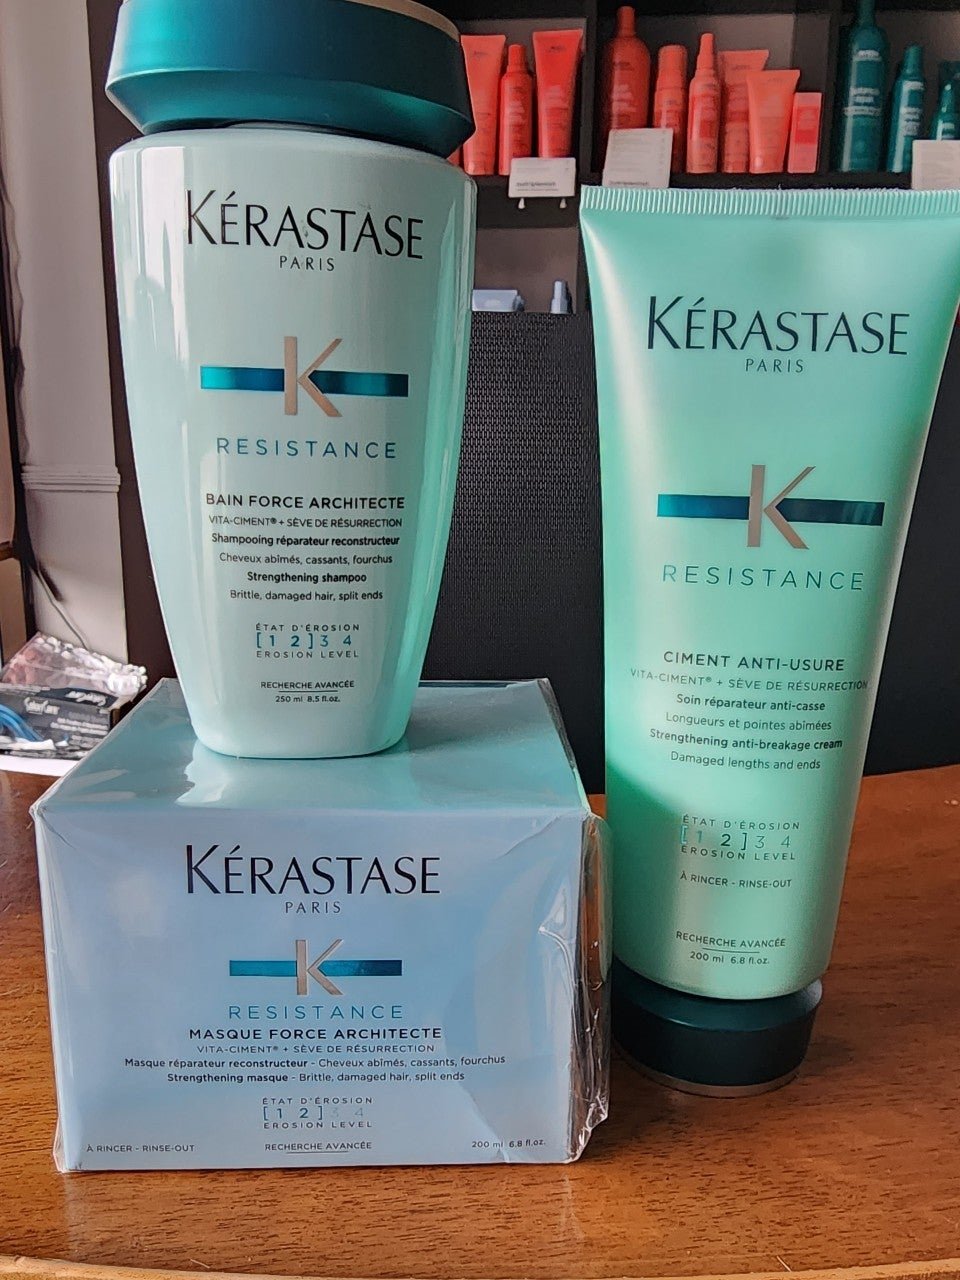 KÉRASTASE
PARIS
K
RESISTANCE
BAIN FORCE ARCHITECTE
VITA-CIMENT® + SÈVE DE RÉSURRECTION
Shampooing réparateur reconstructeur
Cheveux abîmés, cassants, fourchus
Strengthening shampoo
Brittle, damaged hair, split ends
ÉTAT D'ÉROSION
[1 2] 3 4
EROSION LEVEL
RECHERCHE AVANCÉE
250 ml 8.5 fl.oz.
KÉRASTASE
PARIS
K
RESISTANCE
CIMENT ANTI-USURE
VITA-CIMENT® + SÈVE DE RÉSURRECTION
Soin réparateur anti-casse
Longueurs et pointes abîmées
Strengthening anti-breakage cream
Damaged lengths and ends
ÉTAT D'ÉROSION
[1 2] 3 4
EROSION LEVEL
À RINCER - RINSE-OUT
RECHERCHE AVANCÉE
200 ml 6.8 fl.oz.
KÉRASTASE
PARIS
K
RESISTANCE
MASQUE FORCE ARCHITECTE
VITA-CIMENT® + SÈVE DE RÉSURRECTION
Masque réparateur reconstructeur - Cheveux abîmés, cassants, fourchus
Strengthening masque - Brittle, damaged hair, split ends
ÉTAT D'ÉROSION
[1 2] 3 4
EROSION LEVEL
À RINCER - RINSE-OUT RECHERCHE AVANCÉE 200 ml 6.8 fl.oz.